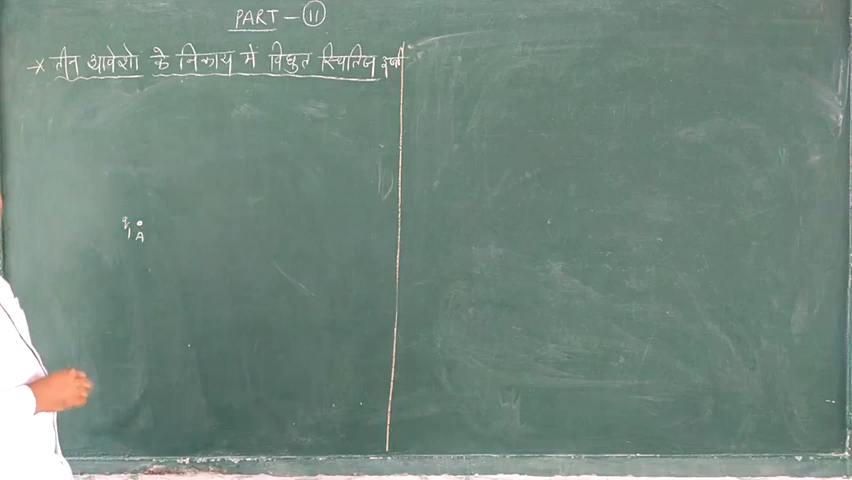 PART - 11
* तीन आवेशो के निकाय में विधुत स्थितिज ऊर्जा
q1 A